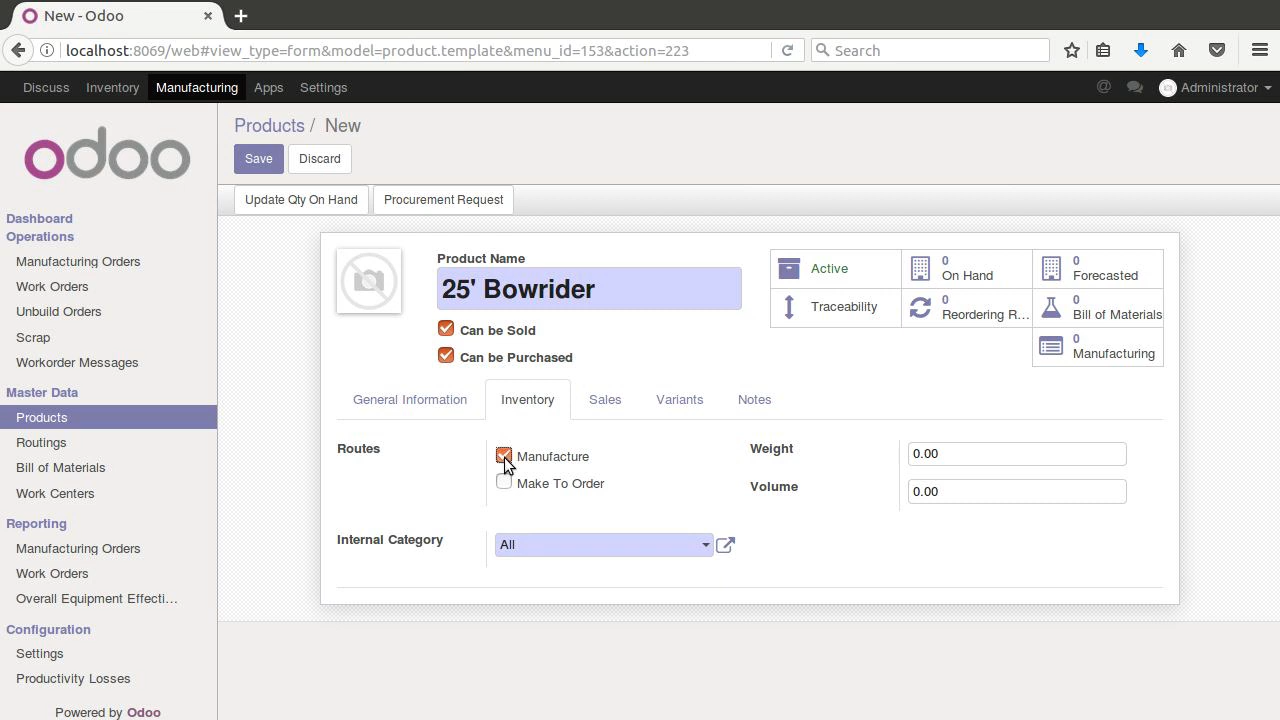 New - Odoo
localhost:8069/web#view_type=form&model=product.template&menu_id=153&action=223
Search
Discuss Inventory Manufacturing Apps Settings
@ Administrator
odoo
Dashboard
Operations
Manufacturing Orders
Work Orders
Unbuild Orders
Scrap
Workorder Messages
Master Data
Products
Routings
Bill of Materials
Work Centers
Reporting
Manufacturing Orders
Work Orders
Overall Equipment Effecti...
Configuration
Settings
Productivity Losses
Powered by Odoo
Products / New
Save Discard
Update Qty On Hand Procurement Request
Product Name
25' Bowrider
Can be Sold
Can be Purchased
Active
0
On Hand
0
Forecasted
Traceability
0
Reordering R...
0
Bill of Materials
0
Manufacturing
General Information Inventory Sales Variants Notes
Routes
Manufacture
Make To Order
Weight 0.00
Volume 0.00
Internal Category All